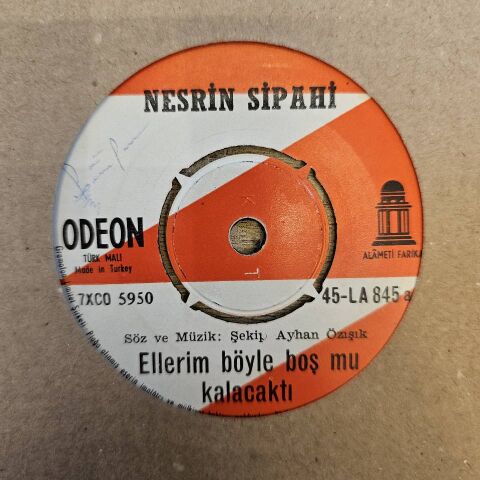 NESRİN SİPAHİ
ODEON
TÜRK MALI
Made in Turkey
ALÂMETİ FARİKA
7XCO 5950
45-LA 845 a
Söz ve Müzik: Şekip Ayhan Özışık
Ellerim böyle boş mu
kalacaktı